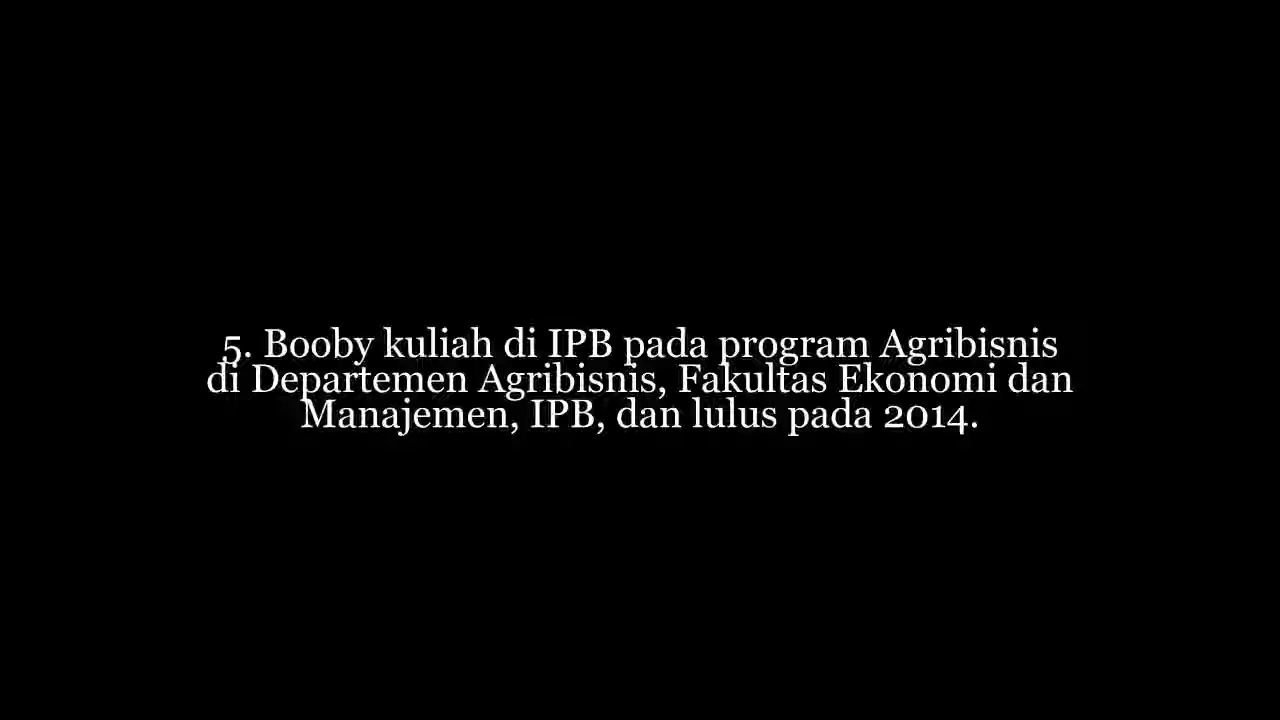 5. Booby kuliah di IPB pada program Agribisnis
di Departemen Agribisnis, Fakultas Ekonomi dan
Manajemen, IPB, dan lulus pada 2014.